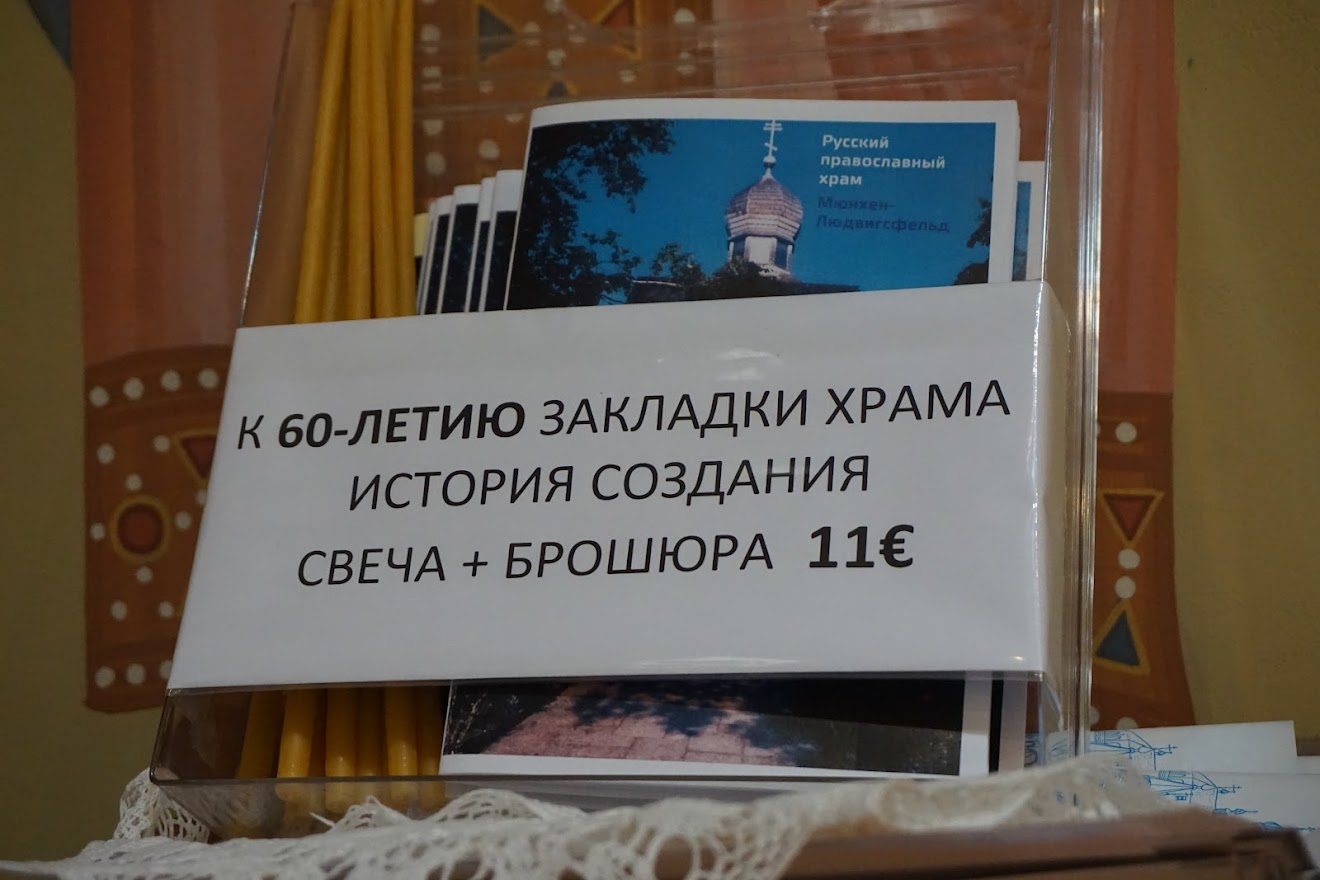 Русский
православный
храм
Мюнхен-
Людвигсфельд
К 60-ЛЕТИЮ ЗАКЛАДКИ ХРАМА
ИСТОРИЯ СОЗДАНИЯ
СВЕЧА + БРОШЮРА 11€